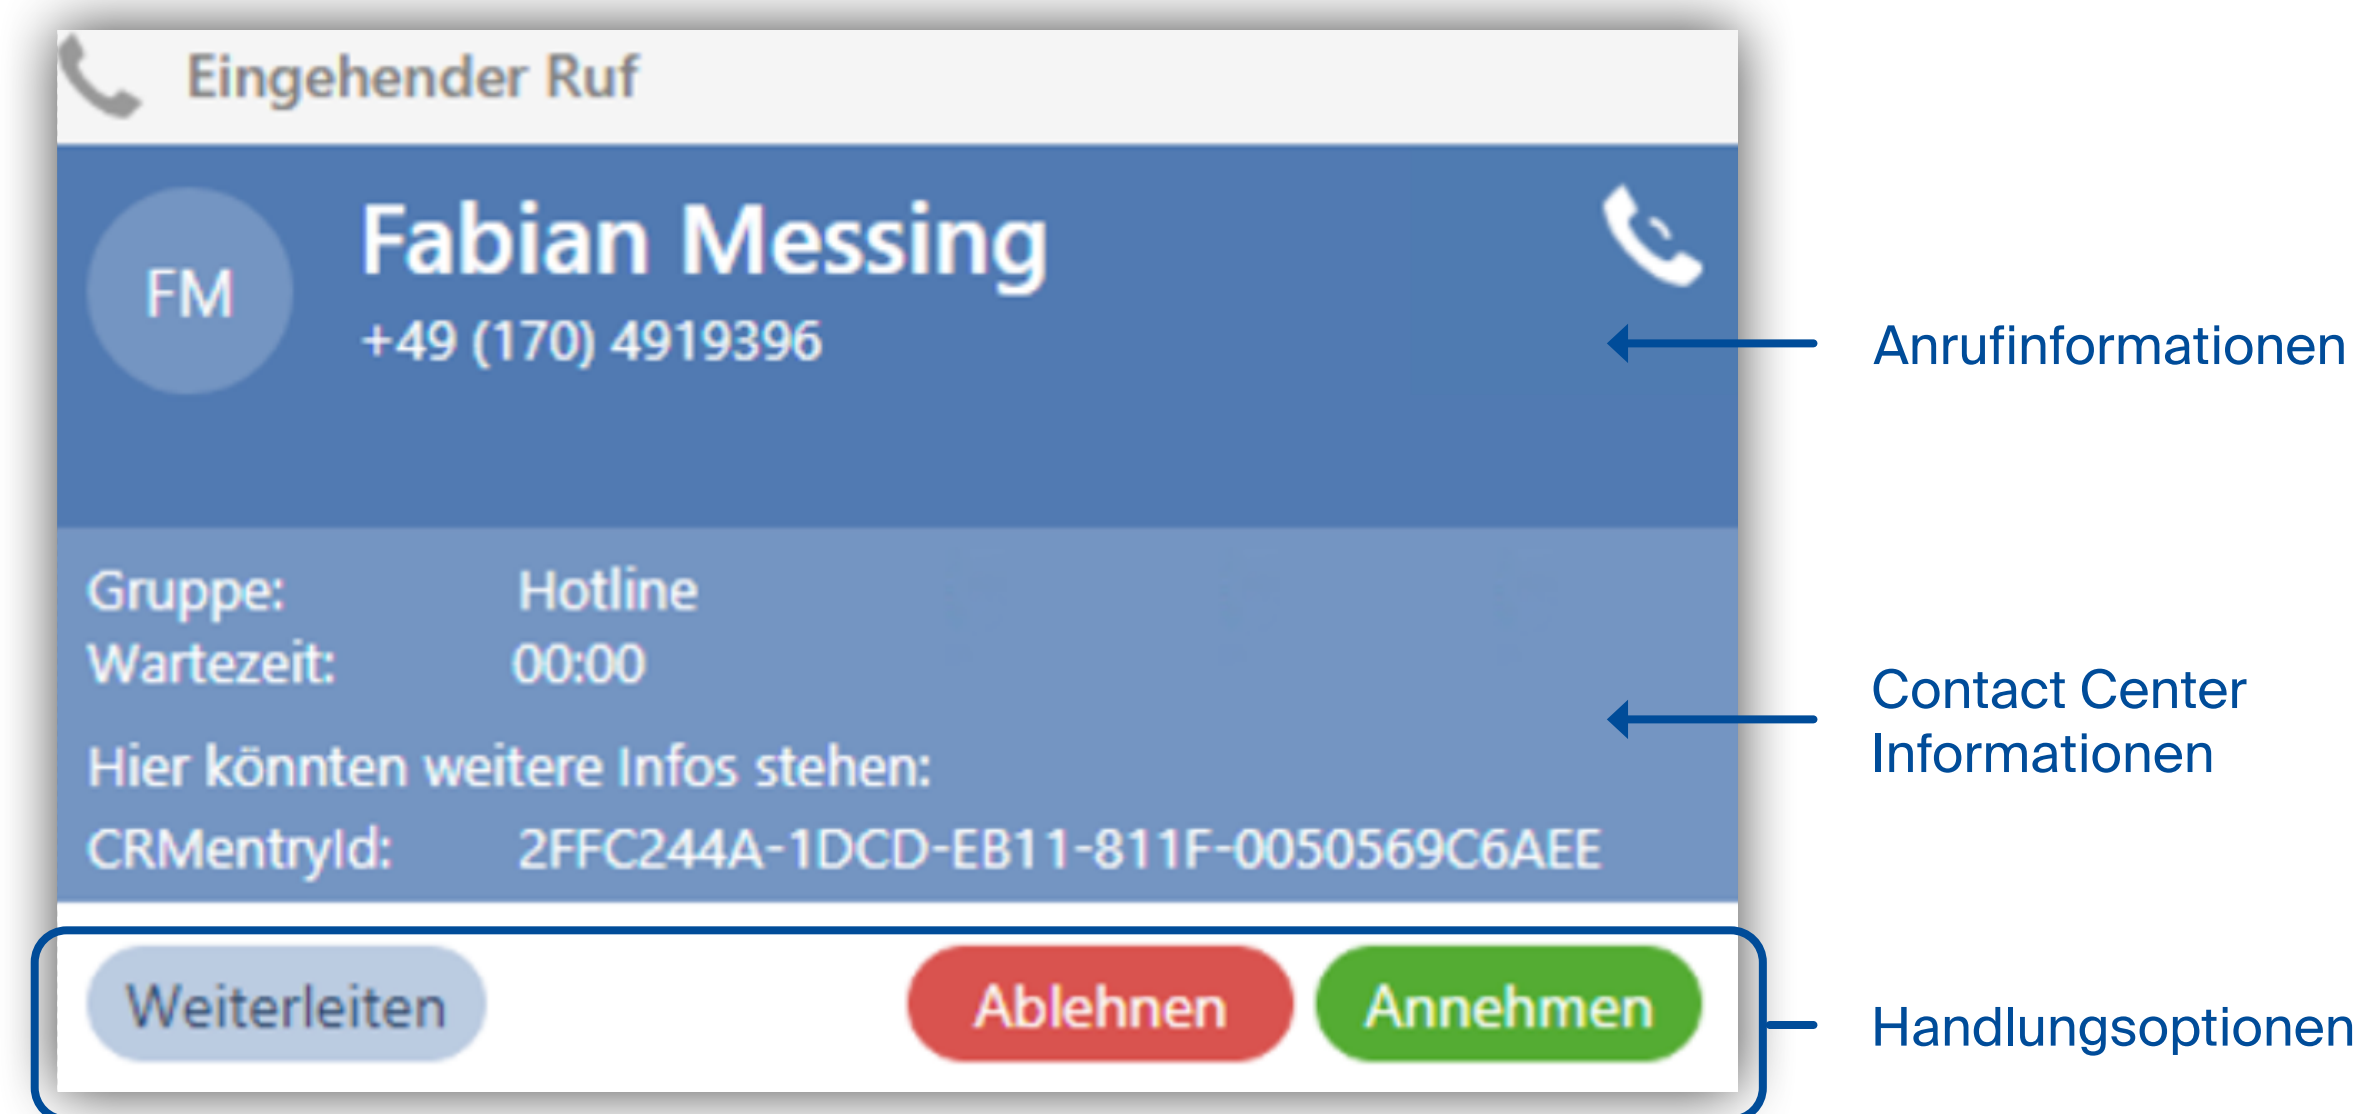 Eingehender Ruf
FM
Fabian Messing
+49 (170) 4919396
Anrufinformationen
Gruppe: Hotline
Wartezeit: 00:00
Hier könnten weitere Infos stehen:
CRMentryId: 2FFC244A-1DCD-EB11-811F-0050569C6AEE
Contact Center
Informationen
Weiterleiten
Ablehnen
Annehmen
Handlungsoptionen